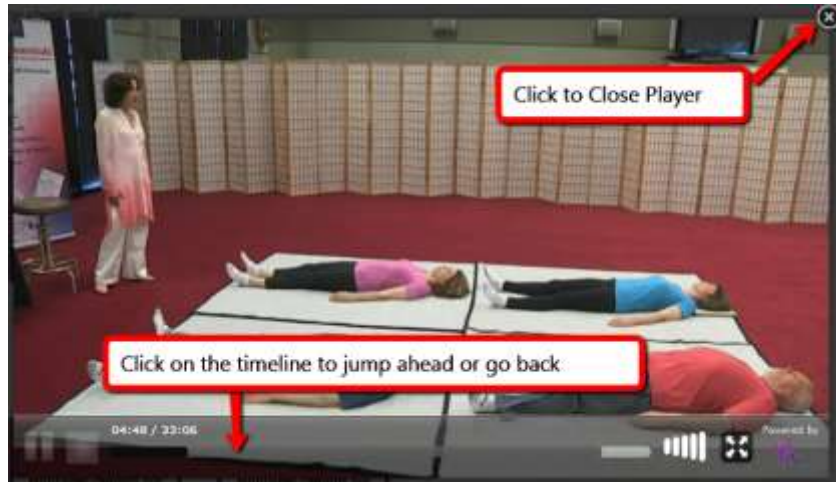 Click to Close Player
Click on the timeline to jump ahead or go back
04:48 / 33:06
Powered by